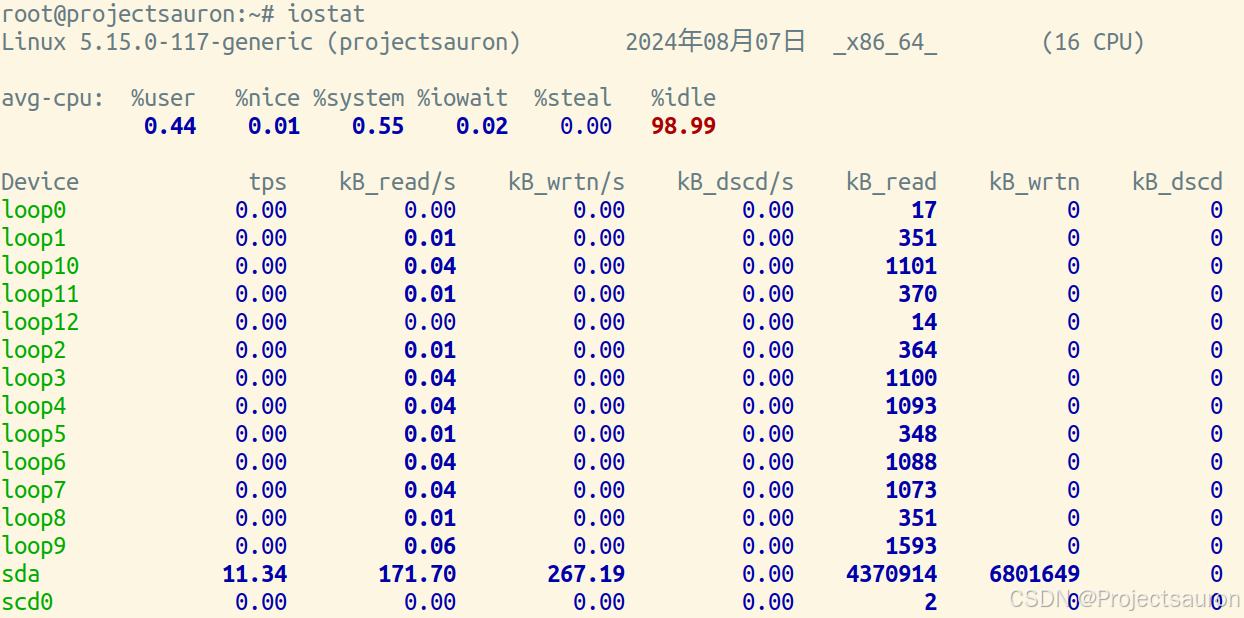 root@projectsauron:~# iostat
Linux 5.15.0-117-generic (projectsauron) 2024年08月07日 _x86_64_ (16 CPU)
avg-cpu: %user %nice %system %iowait %steal %idle
0.44 0.01 0.55 0.02 0.00 98.99
Device tps kB_read/s kB_wrtn/s kB_dscd/s kB_read kB_wrtn kB_dscd
loop0 0.00 0.00 0.00 0.00 17 0 0
loop1 0.00 0.01 0.00 0.00 351 0 0
loop10 0.00 0.04 0.00 0.00 1101 0 0
loop11 0.00 0.01 0.00 0.00 370 0 0
loop12 0.00 0.00 0.00 0.00 14 0 0
loop2 0.00 0.01 0.00 0.00 364 0 0
loop3 0.00 0.04 0.00 0.00 1100 0 0
loop4 0.00 0.04 0.00 0.00 1093 0 0
loop5 0.00 0.01 0.00 0.00 348 0 0
loop6 0.00 0.04 0.00 0.00 1088 0 0
loop7 0.00 0.04 0.00 0.00 1073 0 0
loop8 0.00 0.01 0.00 0.00 351 0 0
loop9 0.00 0.06 0.00 0.00 1593 0 0
sda 11.34 171.70 267.19 0.00 4370914 6801649 0
scd0 0.00 0.00 0.00 0.00 2 0 0
CSDN @Projectsauron